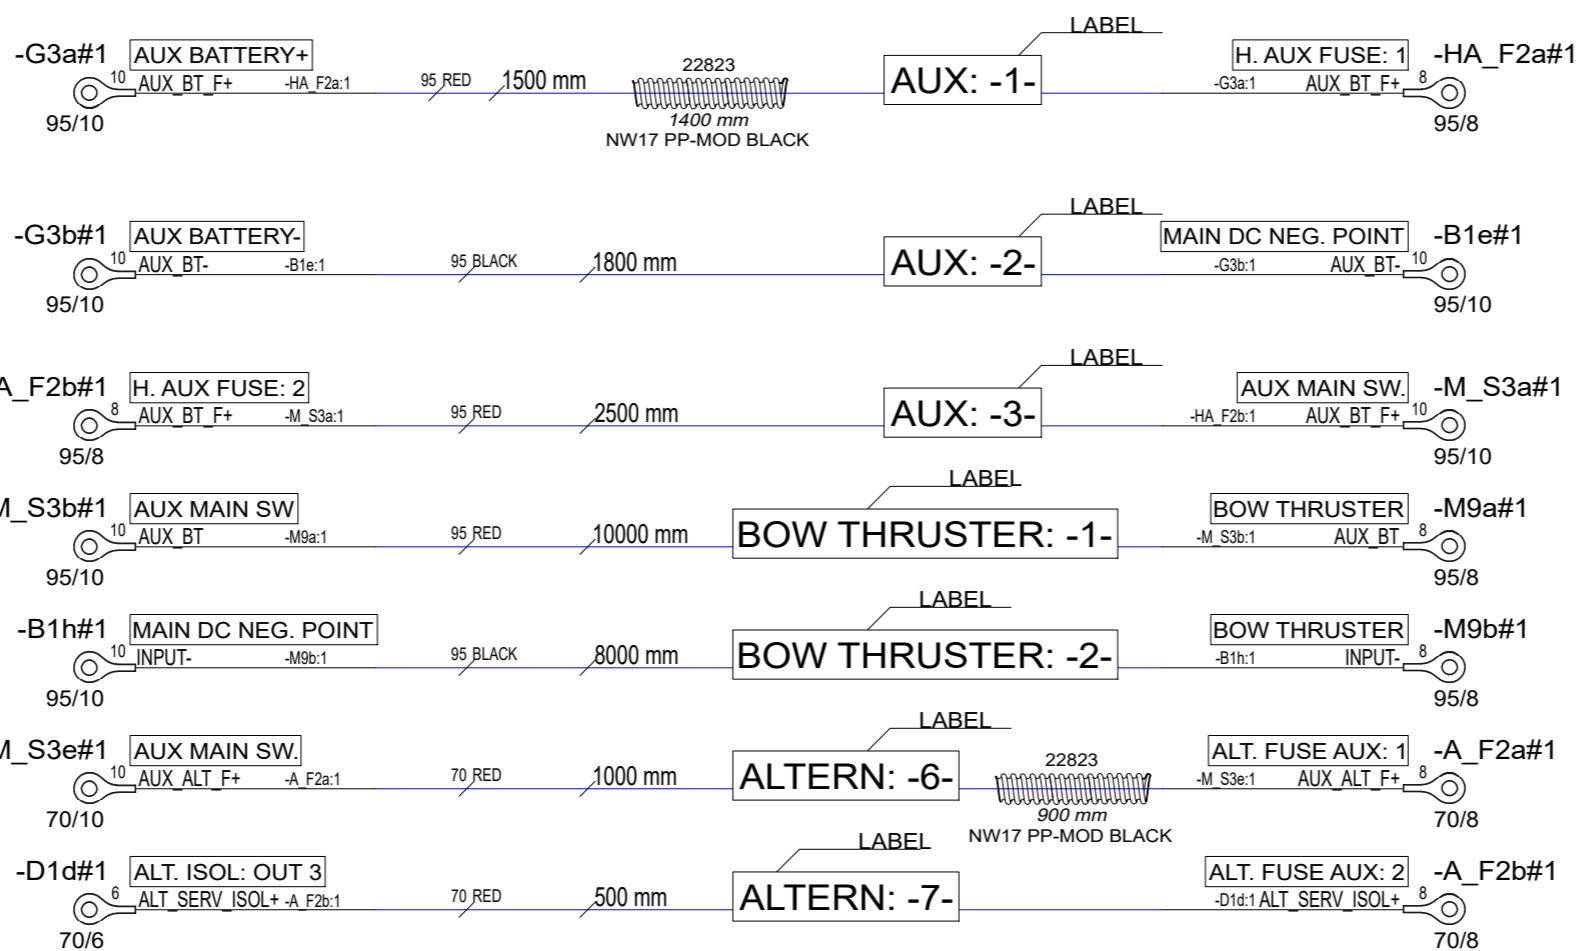 LABEL
-G3a#1 AUX BATTERY+ H. AUX FUSE: 1 -HA_F2a#1
22823
10 AUX_BT_F+ -HA_F2a:1 95 RED 1500 mm AUX: -1- -G3a:1 AUX_BT_F+ 8
95/10 1400 mm 95/8
NW17 PP-MOD BLACK
LABEL
-G3b#1 AUX BATTERY- MAIN DC NEG. POINT -B1e#1
10 AUX_BT- -B1e:1 95 BLACK 1800 mm AUX: -2- -G3b:1 AUX_BT- 10
95/10 95/10
LABEL
A_F2b#1 H. AUX FUSE: 2 AUX MAIN SW. -M_S3a#1
8 AUX_BT_F+ -M_S3a:1 95 RED 2500 mm AUX: -3- -HA_F2b:1 AUX_BT_F+ 10
95/8 95/10
LABEL
M_S3b#1 AUX MAIN SW BOW THRUSTER -M9a#1
10 AUX_BT -M9a:1 95 RED 10000 mm BOW THRUSTER: -1- -M_S3b:1 AUX_BT 8
95/10 95/8
LABEL
-B1h#1 MAIN DC NEG. POINT BOW THRUSTER -M9b#1
10 INPUT- -M9b:1 95 BLACK 8000 mm BOW THRUSTER: -2- -B1h:1 INPUT- 8
95/10 95/8
LABEL
M_S3e#1 AUX MAIN SW. ALT. FUSE AUX: 1 -A_F2a#1
22823
10 AUX_ALT_F+ -A_F2a:1 70 RED 1000 mm ALTERN: -6- -M_S3e:1 AUX_ALT_F+ 8
70/10 900 mm 70/8
NW17 PP-MOD BLACK
LABEL
-D1d#1 ALT. ISOL: OUT 3 ALT. FUSE AUX: 2 -A_F2b#1
6 ALT_SERV_ISOL+ -A_F2b:1 70 RED 500 mm ALTERN: -7- -D1d:1 ALT_SERV_ISOL+ 8
70/6 70/8